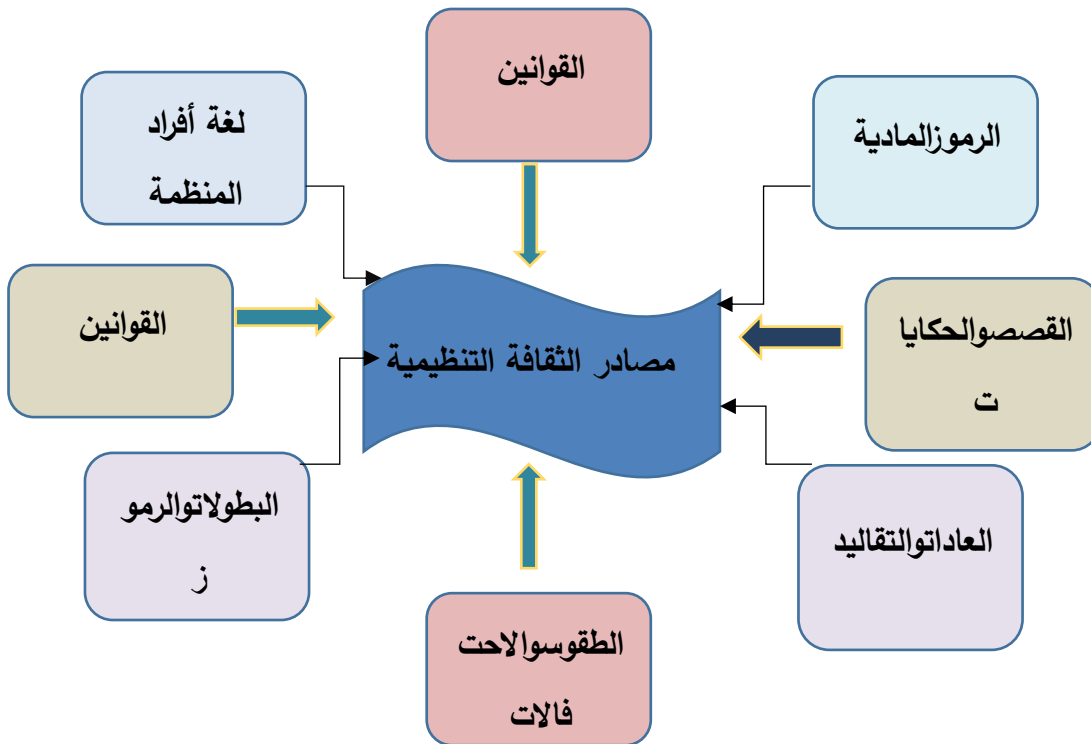 القوانين
الرموزالمادية
لغة أفراد
المنظمة
القصصوالحكايا
ت
القوانين
مصادر الثقافة التنظيمية
العاداتوالتقاليد
البطولاتوالرمو
ز
الطقوسوالاحت
فالات